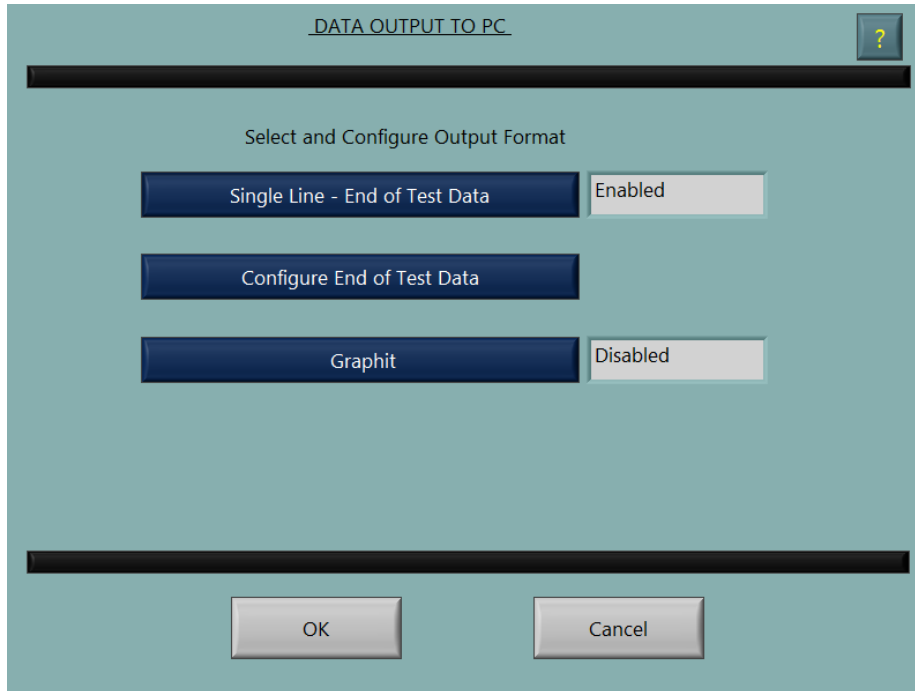 DATA OUTPUT TO PC
?
Select and Configure Output Format
Single Line - End of Test Data
Enabled
Configure End of Test Data
Graphit
Disabled
OK
Cancel